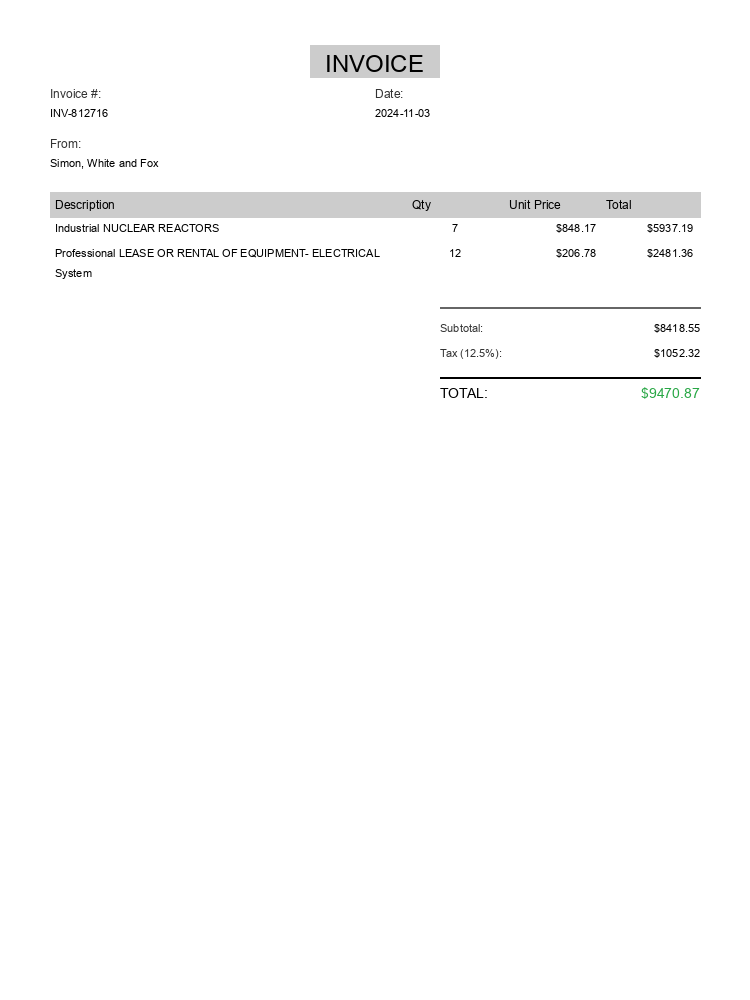 INVOICE
Invoice #: Date:
INV-812716 2024-11-03
From:
Simon, White and Fox
Description Qty Unit Price Total
Industrial NUCLEAR REACTORS 7 $848.17 $5937.19
Professional LEASE OR RENTAL OF EQUIPMENT- ELECTRICAL 12 $206.78 $2481.36
System
Subtotal: $8418.55
Tax (12.5%): $1052.32
TOTAL: $9470.87